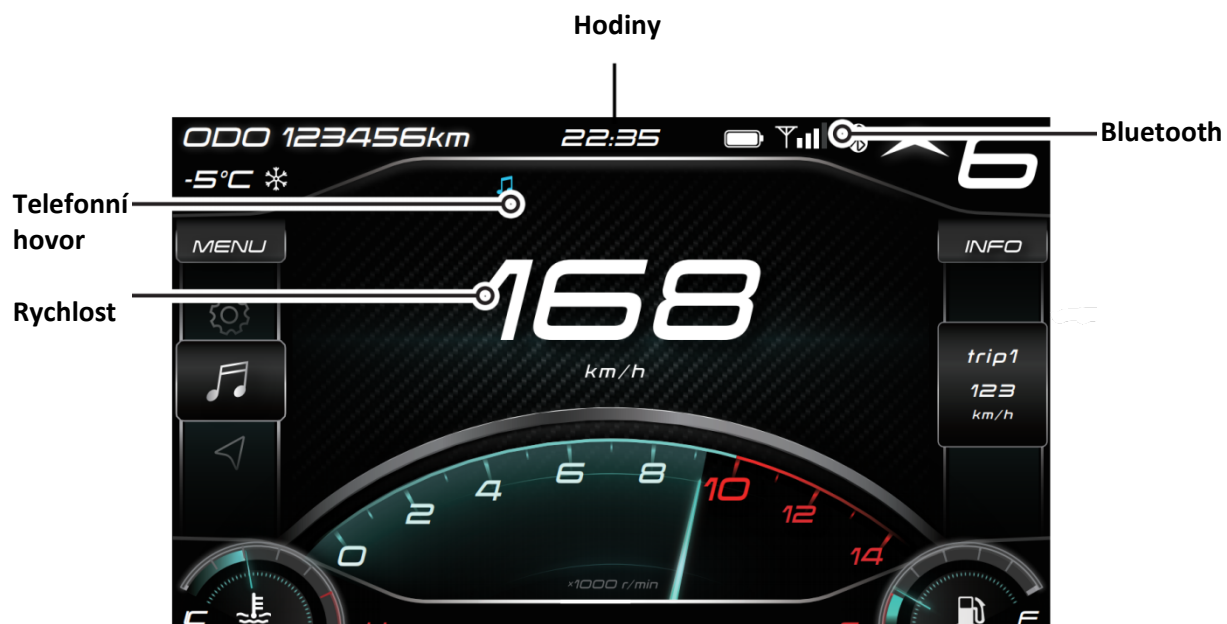 Hodiny
ODO 123456km
22:35
Bluetooth
6
-5°C
Telefonní
hovor
MENU
INFO
168
Rychlost
km/h
trip1
123
km/h
0
2
4
6
8
10
12
14
×1000 r/min